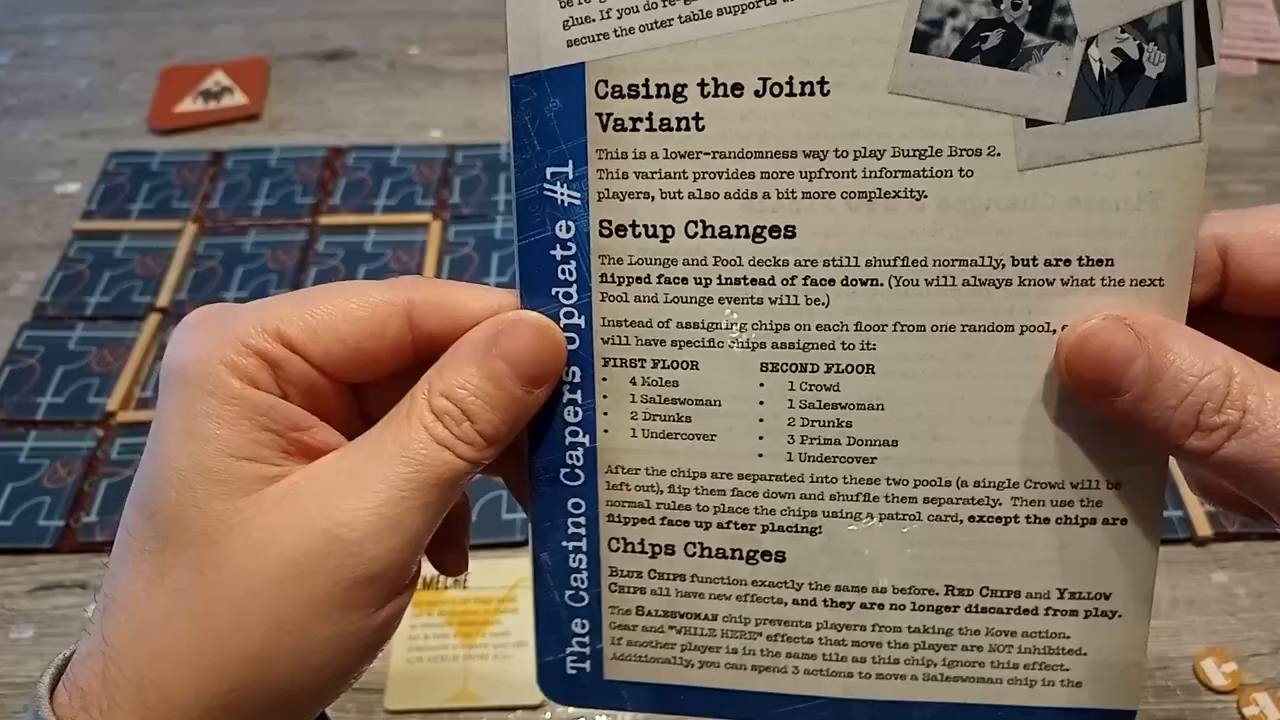 glue. If you do
secure the outer table supports
Casing the Joint
Variant
This is a lower-randomness way to play Burgle Bros 2.
This variant provides more upfront information to
players, but also adds a bit more complexity.
Setup Changes
The Lounge and Pool decks are still shuffled normally, but are then
flipped face up instead of face down. (You will always know what the next
Pool and Lounge events will be.)
Instead of assigning chips on each floor from one random pool,
will have specific chips assigned to it:
FIRST FLOOR
• 4 Moles
• 1 Saleswoman
• 2 Drunks
• 1 Undercover
SECOND FLOOR
• 1 Crowd
• 1 Saleswoman
• 2 Drunks
• 3 Prima Donnas
• 1 Undercover
After the chips are separated into these two pools (a single Crowd will be
left out), flip them face down and shuffle them separately. Then use the
normal rules to place the chips using a patrol card, except the chips are
flipped face up after placing!
Chips Changes
BLUE CHIPS function exactly the same as before. RED CHIPS and YELLOW
CHIPS all have new effects, and they are no longer discarded from play.
The SALESWOMAN chip prevents players from taking the Move action.
Gear and "WHILE HERE" effects that move the player are NOT inhibited.
If another player is in the same tile as this chip, ignore this effect.
Additionally, you can spend 3 actions to move a Saleswoman chip in the
The Casino Capers Update #1